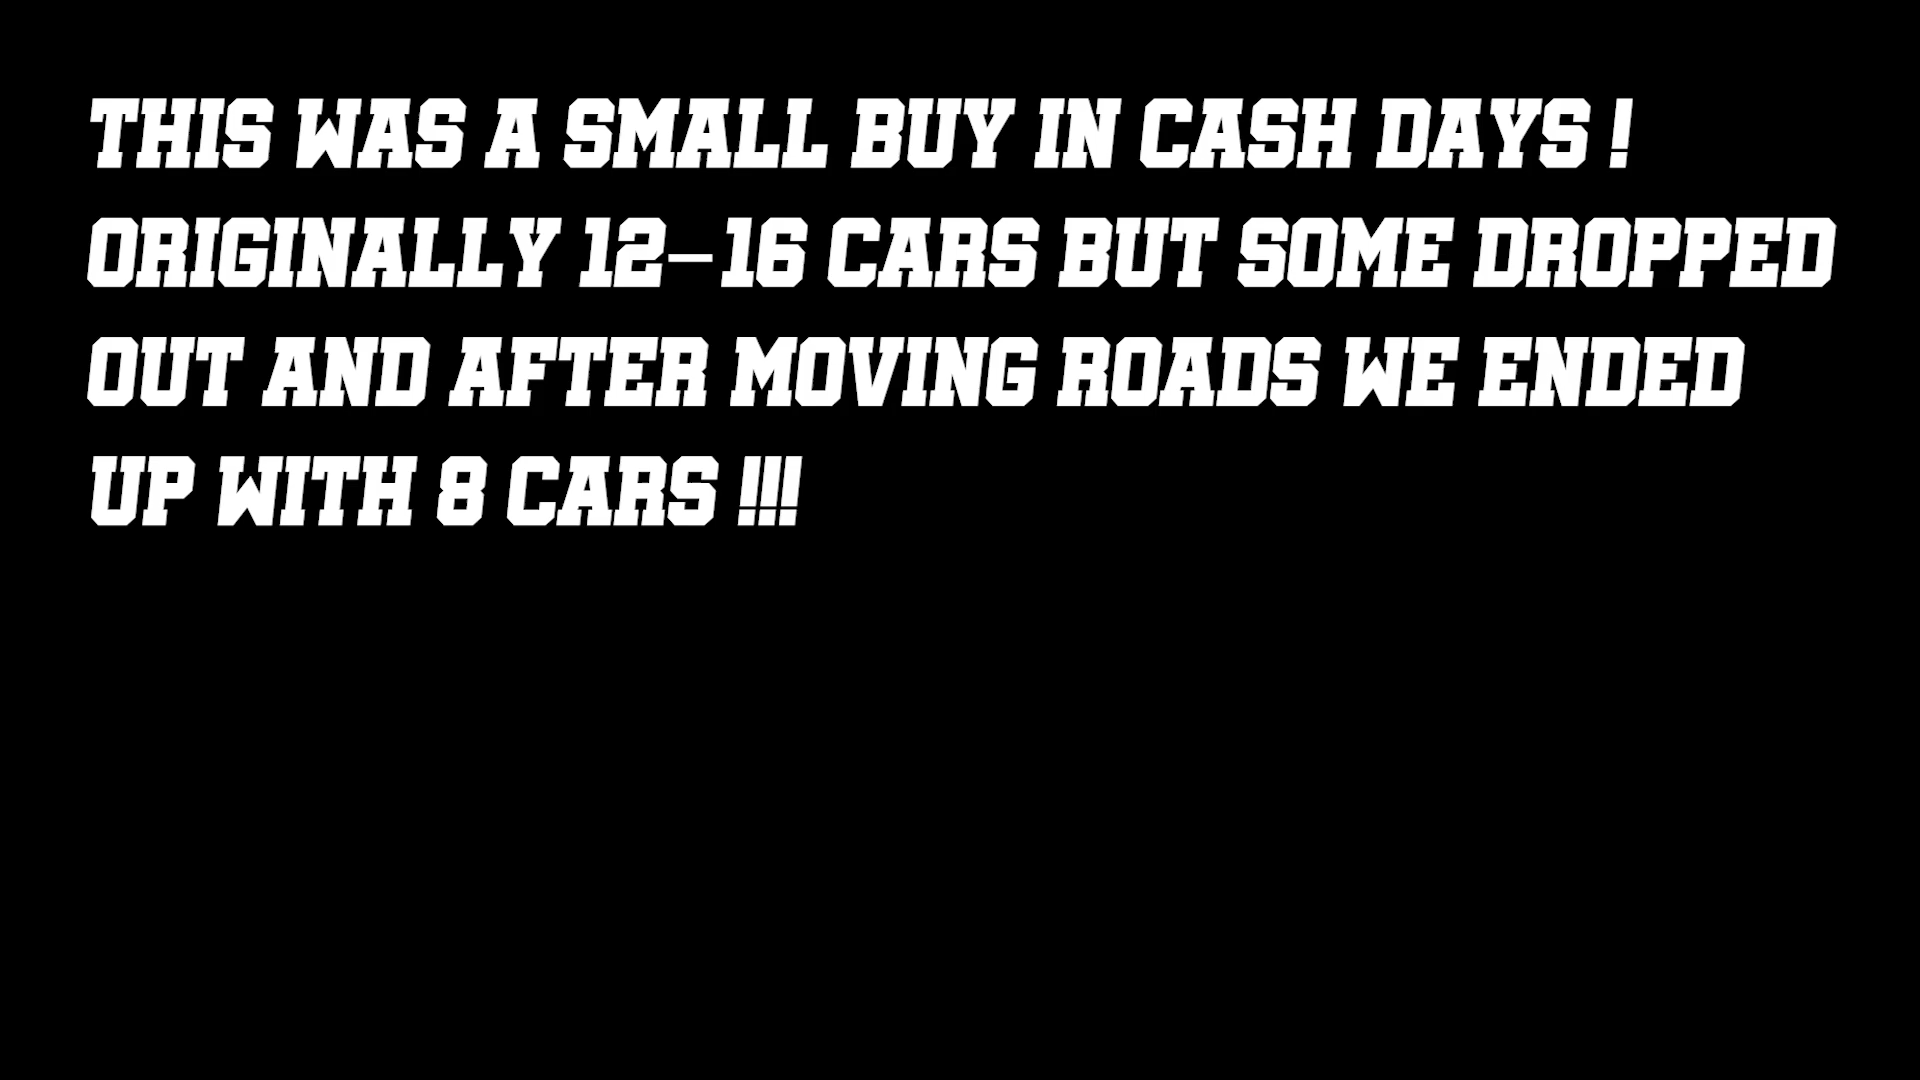 THIS WAS A SMALL BUY IN CASH DAYS !
ORIGINALLY 12-16 CARS BUT SOME DROPPED
OUT AND AFTER MOVING ROADS WE ENDED
UP WITH 8 CARS !!!